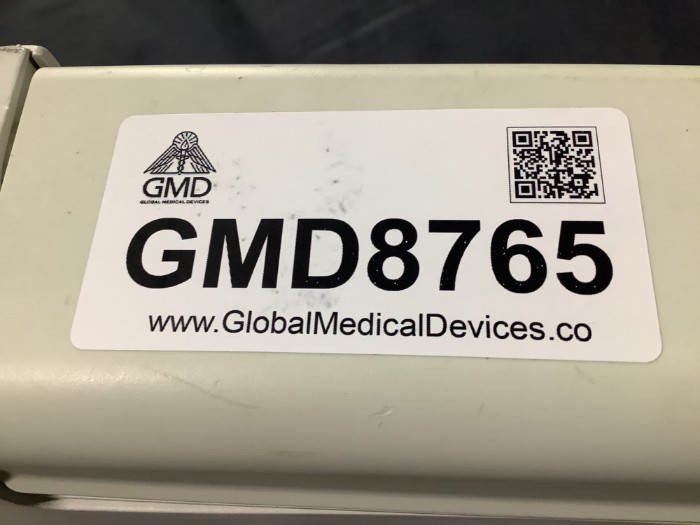 GMD
GLOBAL MEDICAL DEVICES
GMD8765
www.GlobalMedicalDevices.co